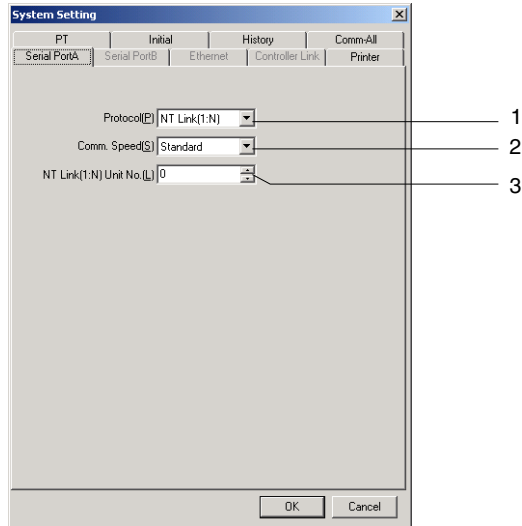 System Setting
PT Initial History Comm-All
Serial PortA Serial PortB Ethernet Controller Link Printer
Protocol(P) NT Link(1:N) 1
Comm. Speed(S) Standard 2
NT Link(1:N) Unit No.(L) 0 3
OK Cancel